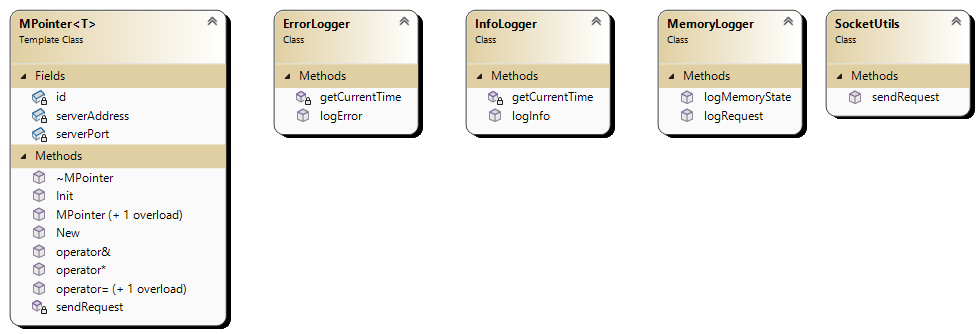 MPointer<T>
Template Class
Fields
id
serverAddress
serverPort
Methods
~MPointer
Init
MPointer (+ 1 overload)
New
operator&
operator*
operator= (+ 1 overload)
sendRequest
ErrorLogger
Class
Methods
getCurrentTime
logError
InfoLogger
Class
Methods
getCurrentTime
logInfo
MemoryLogger
Class
Methods
logMemoryState
logRequest
SocketUtils
Class
Methods
sendRequest